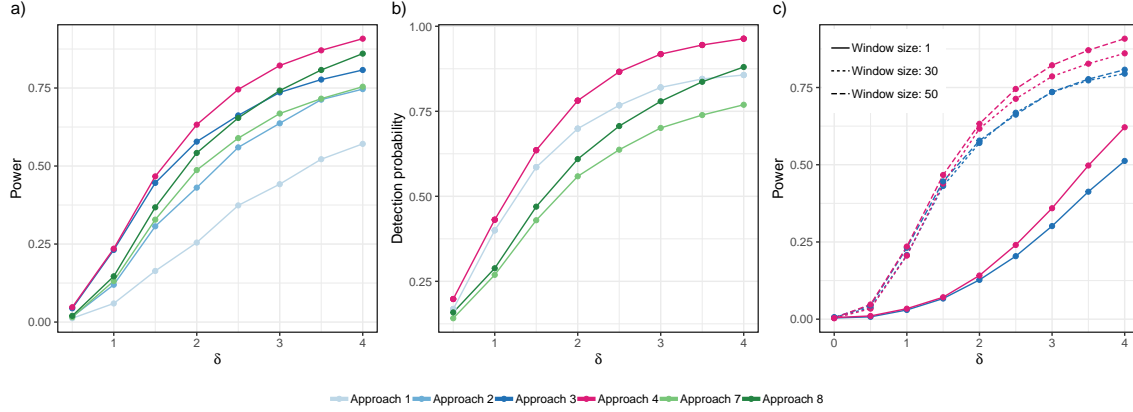 a)
Power
0.75
0.50
0.25
0.00
1
2
3
4
δ
b)
Detection probability
1.00
0.75
0.50
0.25
1
2
3
4
δ
c)
Power
0.75
0.50
0.25
0.00
Window size: 1
Window size: 30
Window size: 50
0
1
2
3
4
δ
Approach 1 Approach 2 Approach 3 Approach 4 Approach 7 Approach 8